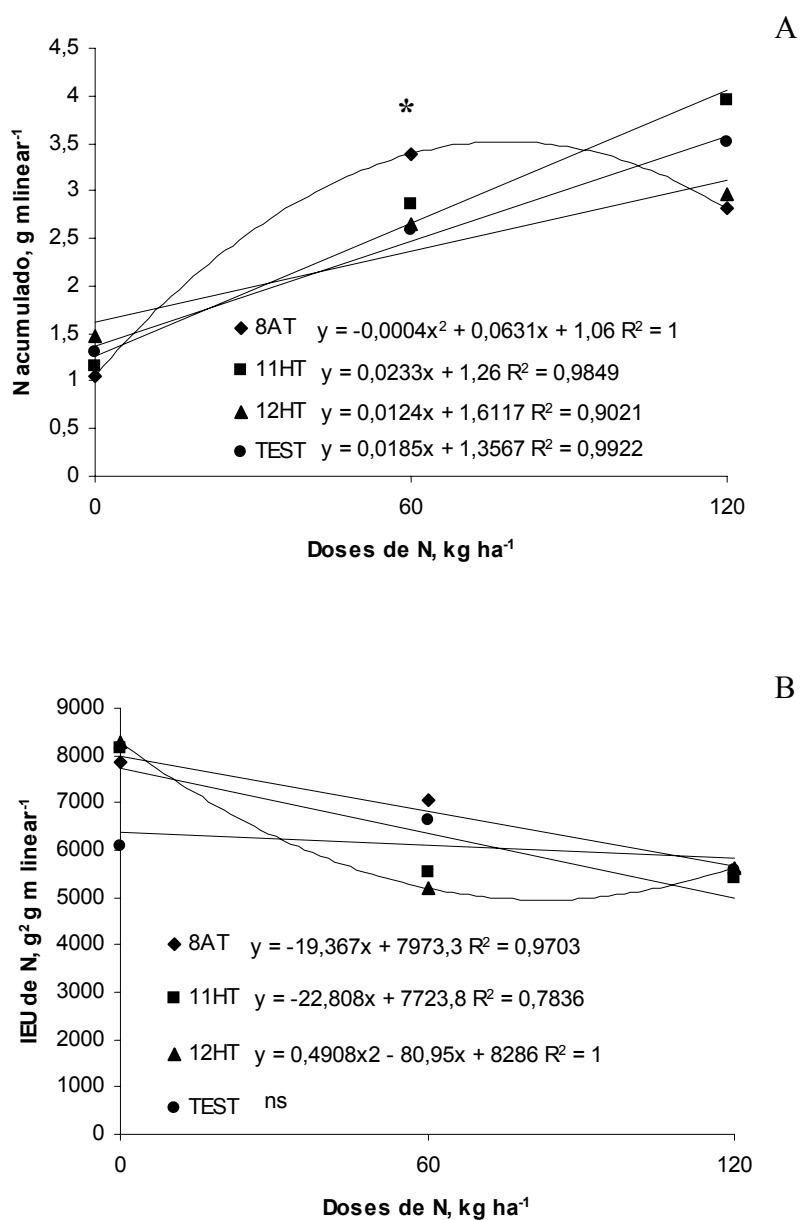 A
N acumulado, g m linear⁻¹
4,5
4
3,5
3
2,5
2
1,5
1
0,5
0
*
8AT y = -0,0004x² + 0,0631x + 1,06 R² = 1
11HT y = 0,0233x + 1,26 R² = 0,9849
12HT y = 0,0124x + 1,6117 R² = 0,9021
TEST y = 0,0185x + 1,3567 R² = 0,9922
0 60 120
Doses de N, kg ha⁻¹
B
IEU de N, g² g m linear⁻¹
9000
8000
7000
6000
5000
4000
3000
2000
1000
0
8AT y = -19,367x + 7973,3 R² = 0,9703
11HT y = -22,808x + 7723,8 R² = 0,7836
12HT y = 0,4908x2 - 80,95x + 8286 R² = 1
TEST ns
0 60 120
Doses de N, kg ha⁻¹